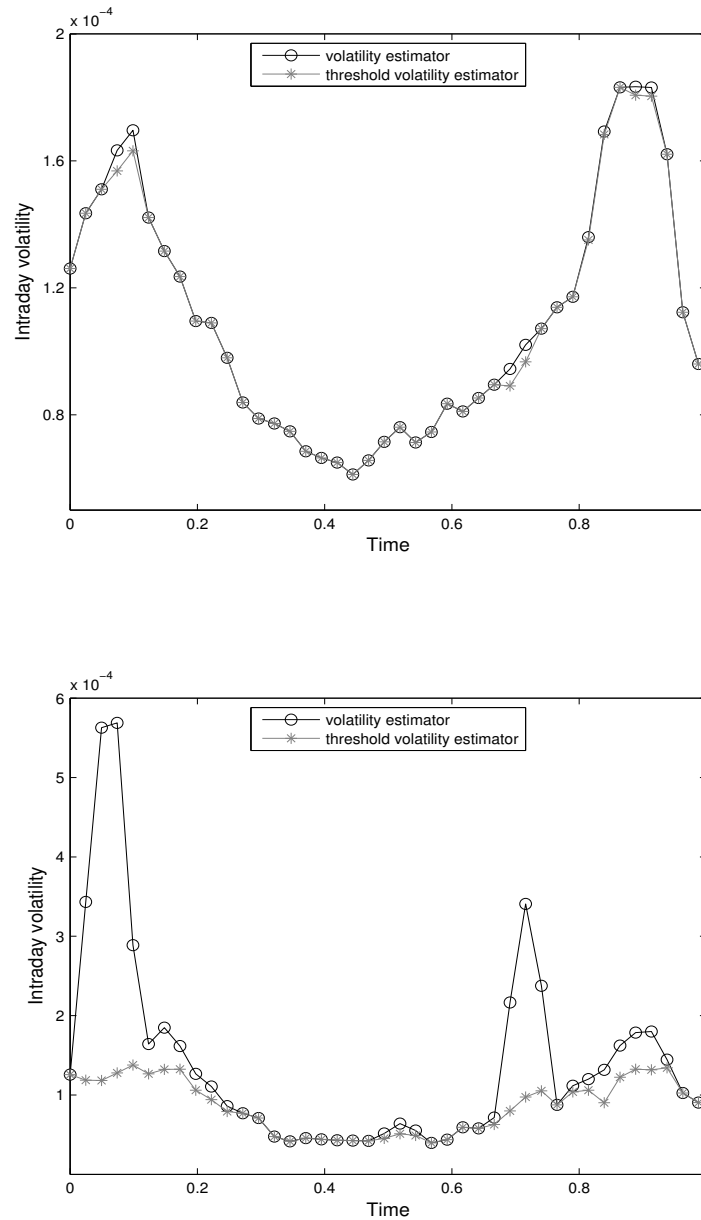 x 10⁻⁴
2
volatility estimator
threshold volatility estimator
1.6
Intraday volatility
1.2
0.8
0 0.2 0.4 0.6 0.8
Time
x 10⁻⁴
6
volatility estimator
threshold volatility estimator
5
4
Intraday volatility
3
2
1
0 0.2 0.4 0.6 0.8
Time